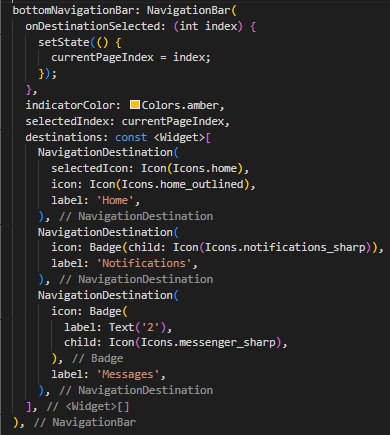 bottomNavigationBar: NavigationBar(
  onDestinationSelected: (int index) {
    setState(() {
      currentPageIndex = index;
    });
  },
  indicatorColor: Colors.amber,
  selectedIndex: currentPageIndex,
  destinations: const <Widget>[
    NavigationDestination(
      selectedIcon: Icon(Icons.home),
      icon: Icon(Icons.home_outlined),
      label: 'Home',
    ), // NavigationDestination
    NavigationDestination(
      icon: Badge(child: Icon(Icons.notifications_sharp)),
      label: 'Notifications',
    ), // NavigationDestination
    NavigationDestination(
      icon: Badge(
        label: Text('2'),
        child: Icon(Icons.messenger_sharp),
      ), // Badge
      label: 'Messages',
    ), // NavigationDestination
  ], // <Widget>[]
), // NavigationBar